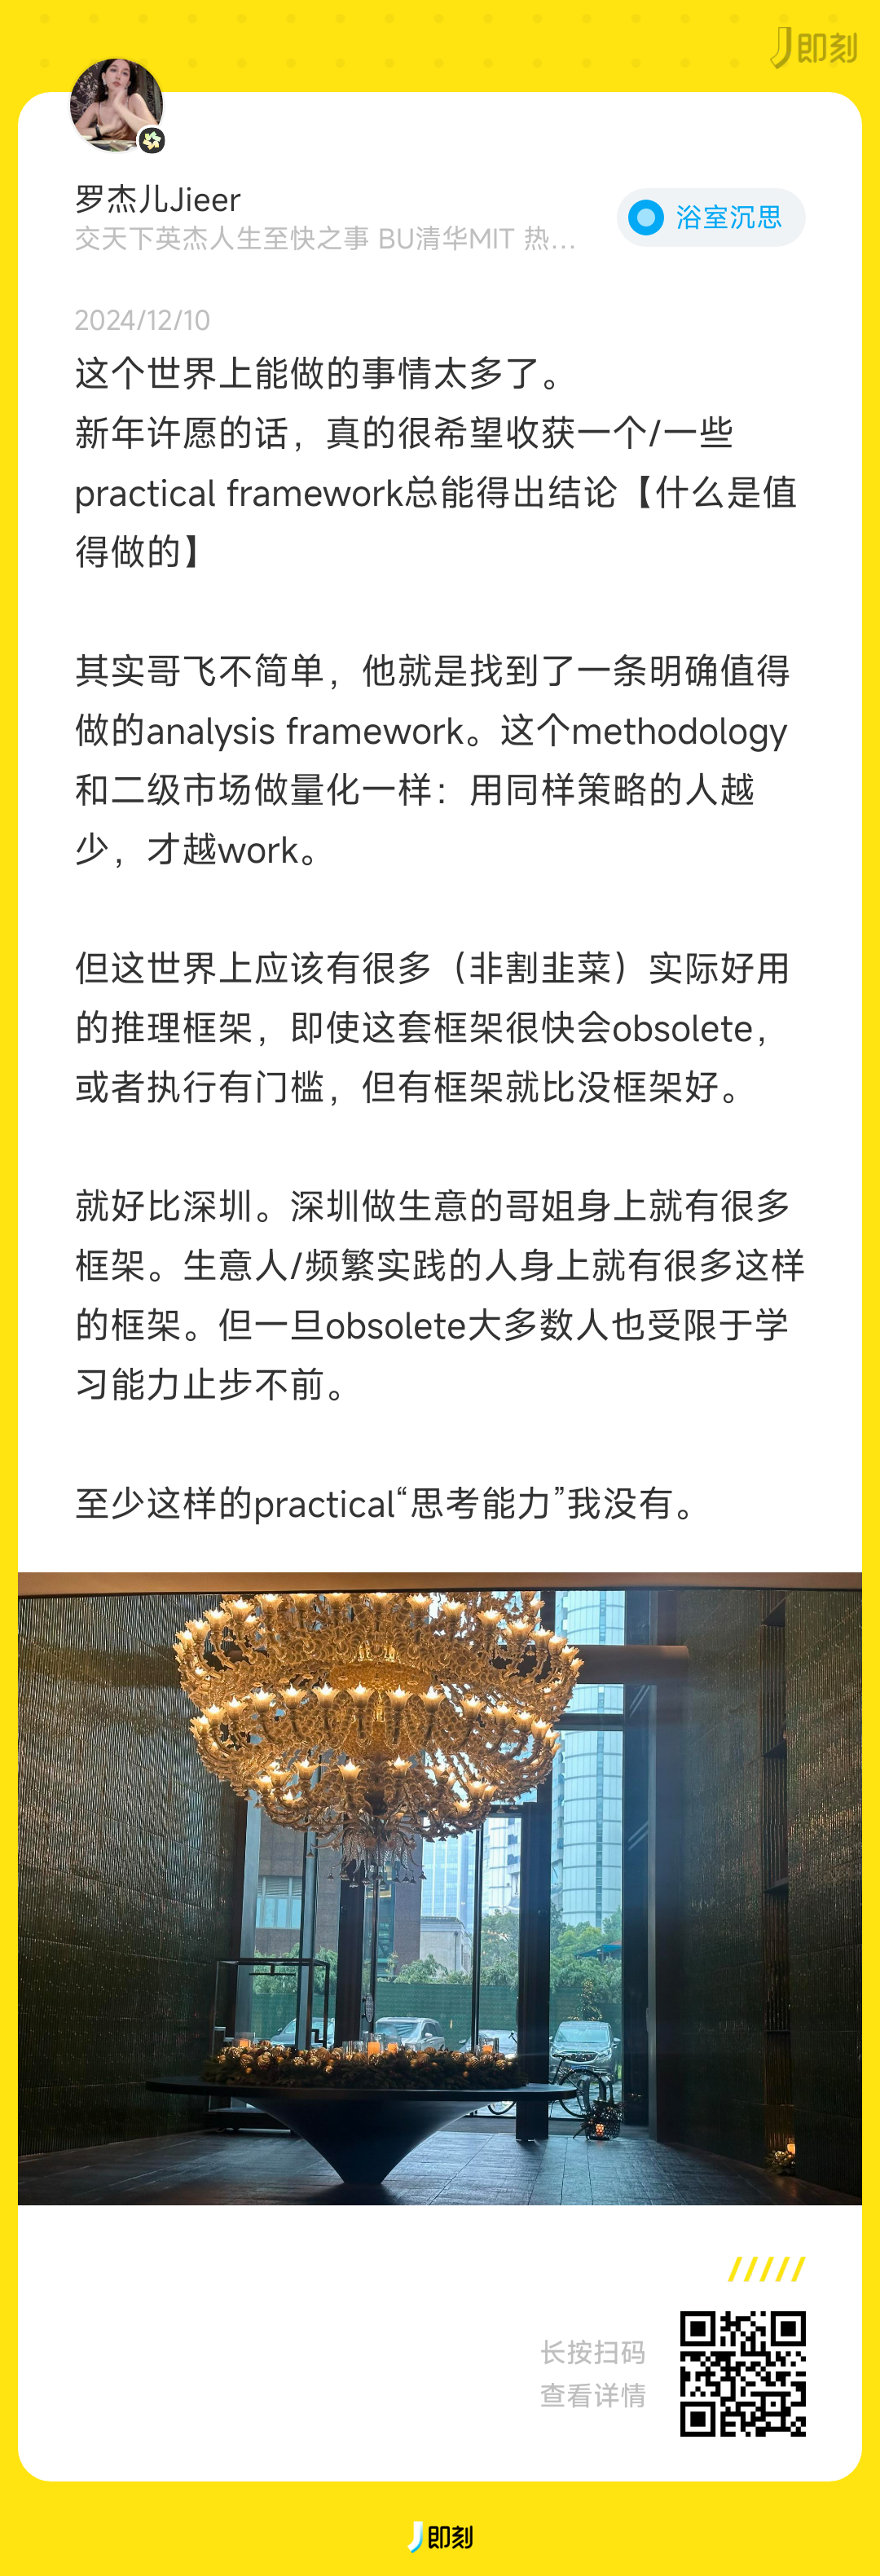 即刻
罗杰儿Jieer
交天下英杰人生至快之事 BU清华MIT 热...
浴室沉思
2024/12/10
这个世界上能做的事情太多了。
新年许愿的话，真的很希望收获一个/一些
practical framework总能得出结论【什么是值
得做的】
其实哥飞不简单，他就是找到了一条明确值得
做的analysis framework。这个methodology
和二级市场做量化一样：用同样策略的人越
少，才越work。
但这世界上应该有很多（非割韭菜）实际好用
的推理框架，即使这套框架很快会obsolete，
或者执行有门槛，但有框架就比没框架好。
就好比深圳。深圳做生意的哥姐身上就有很多
框架。生意人/频繁实践的人身上就有很多这样
的框架。但一旦obsolete大多数人也受限于学
习能力止步不前。
至少这样的practical“思考能力”我没有。
长按扫码
查看详情
即刻